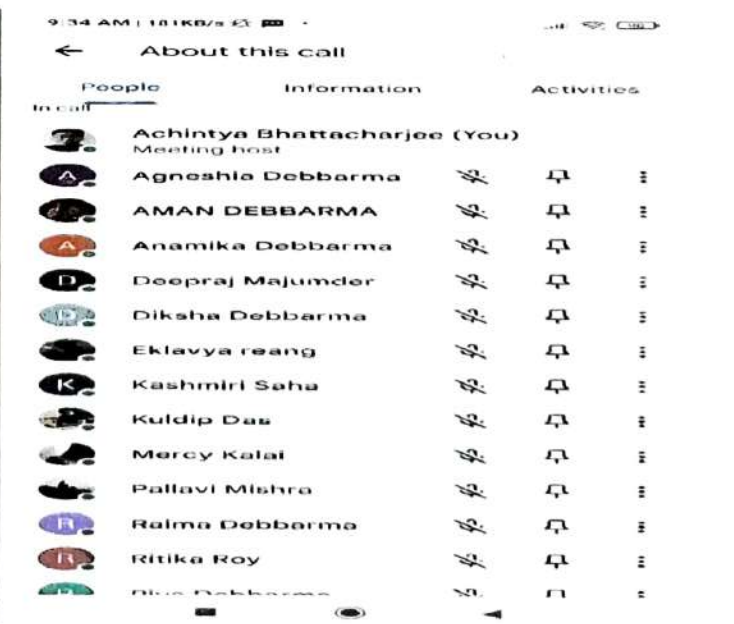 9:34 AM | 181KB/s
About this call
People Information Activities
In call
Achintya Bhattacharjee (You)
Meeting host
A Agneshia Debbarma
AMAN DEBBARMA
A Anamika Debbarma
D Deepraj Majumder
D Diksha Debbarma
Eklavya reang
K Kashmiri Saha
Kuldip Das
Mercy Kalai
Pallavi Mishra
R Raima Debbarma
R Ritika Roy
Debbarma